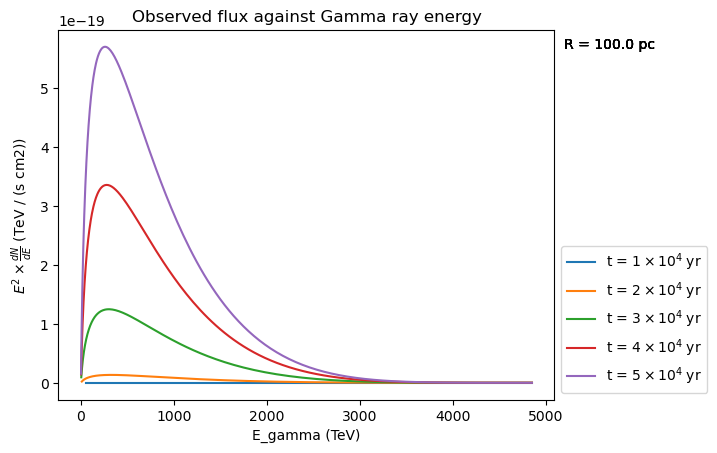 Observed flux against Gamma ray energy
1e−19
R = 100.0 pc
5
4
3
2
1
0
E² × dN/dE (TeV / (s cm2))
0 1000 2000 3000 4000 5000
E_gamma (TeV)
t = 1 × 10⁴ yr
t = 2 × 10⁴ yr
t = 3 × 10⁴ yr
t = 4 × 10⁴ yr
t = 5 × 10⁴ yr